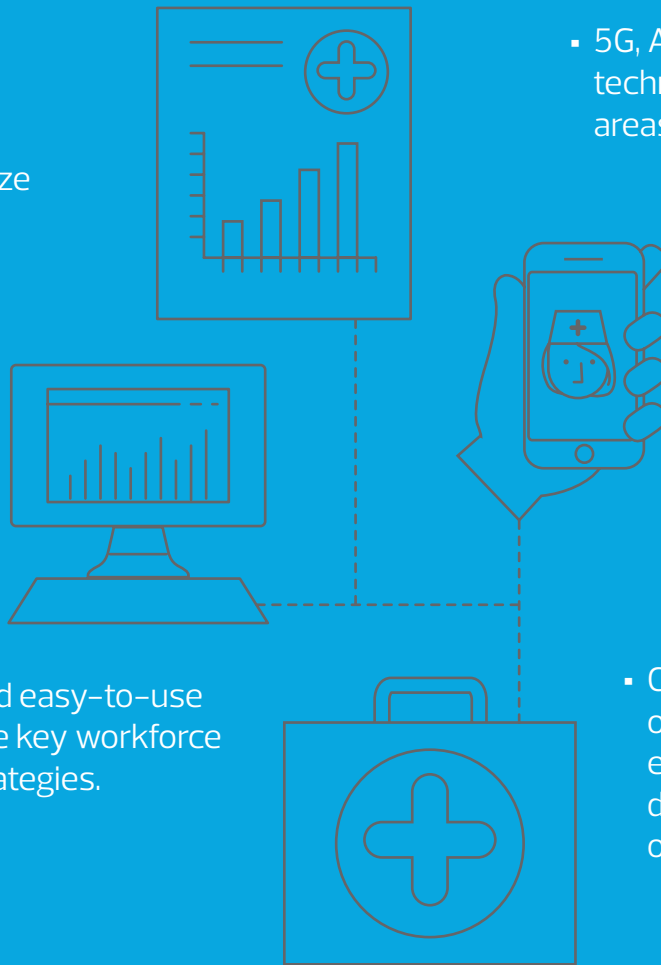 ze
▪ 5G, A
techn
areas
d easy-to-use
e key workforce
ategies.
▪ C
o
e
d
o